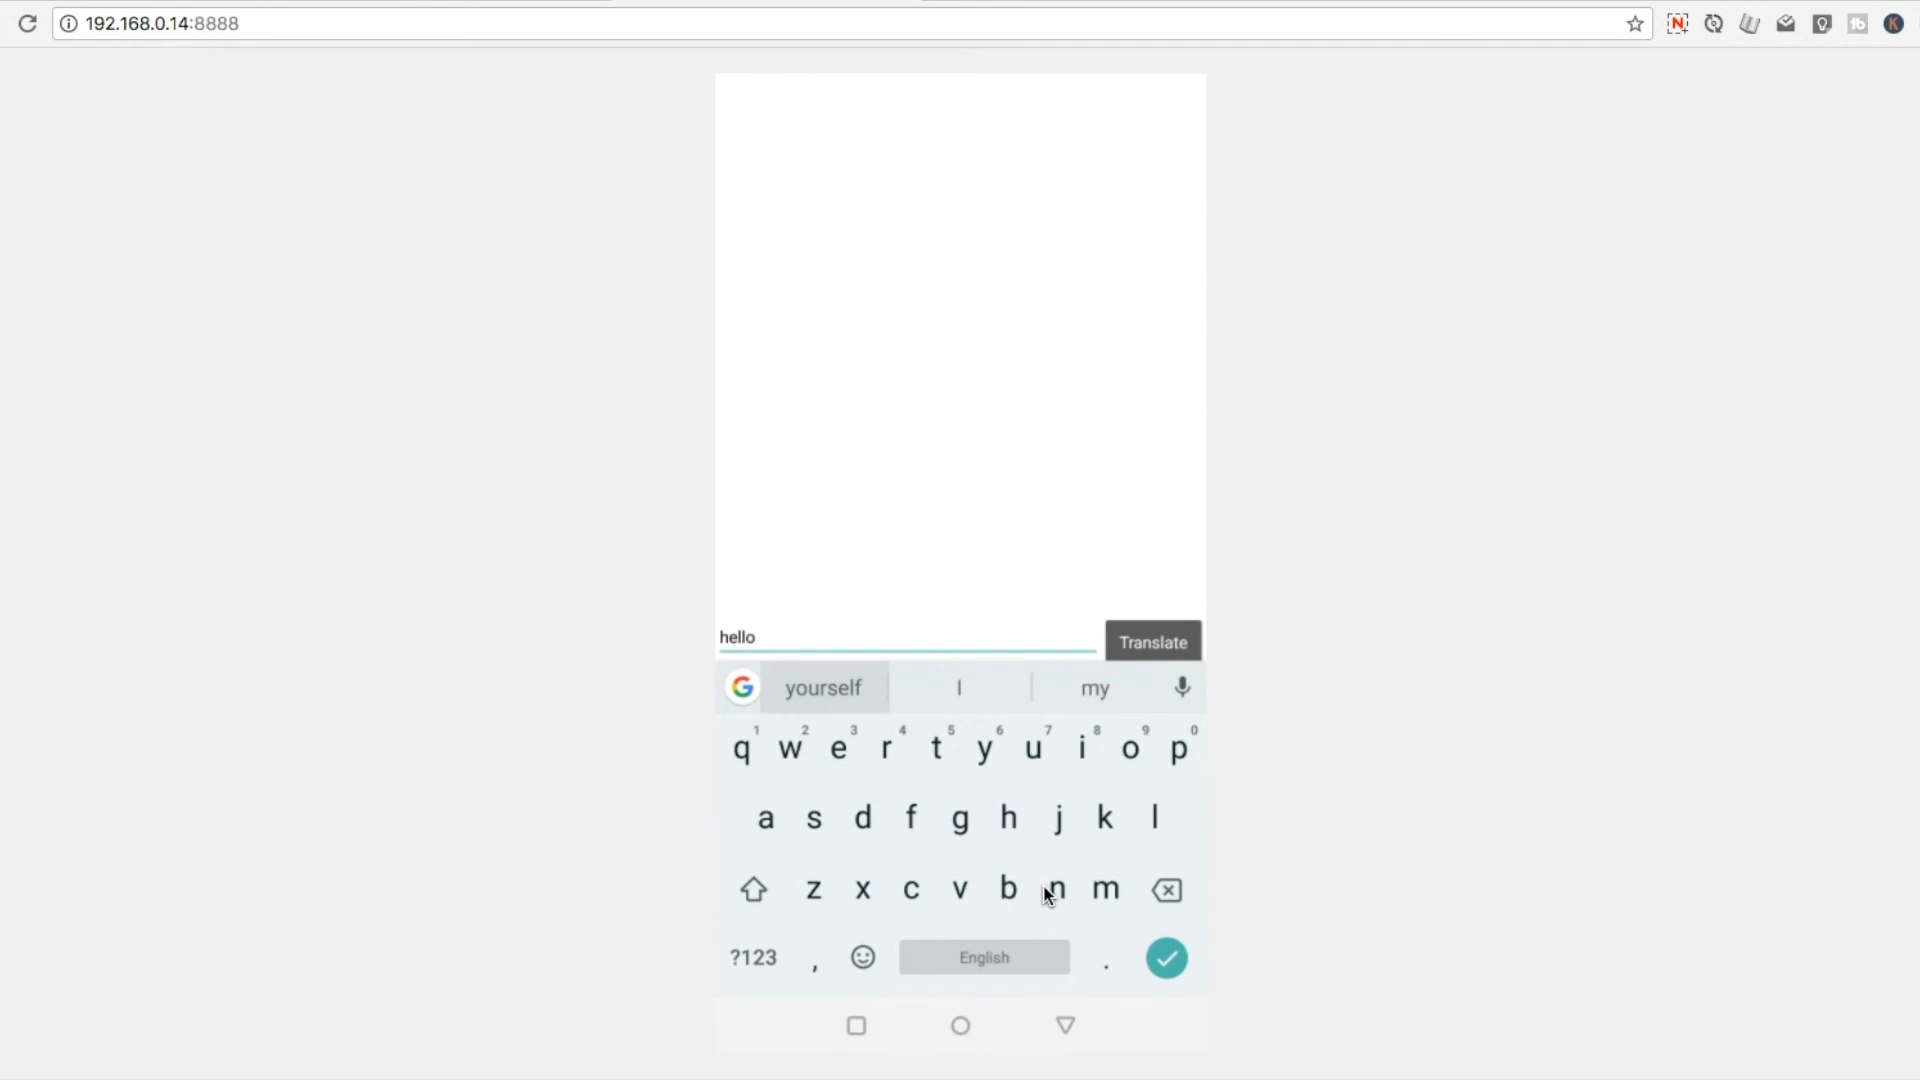 192.168.0.14:8888
hello
Translate
yourself I my
1 2 3 4 5 6 7 8 9 0
q w e r t y u i o p
a s d f g h j k l
z x c v b n m
?123 , English .